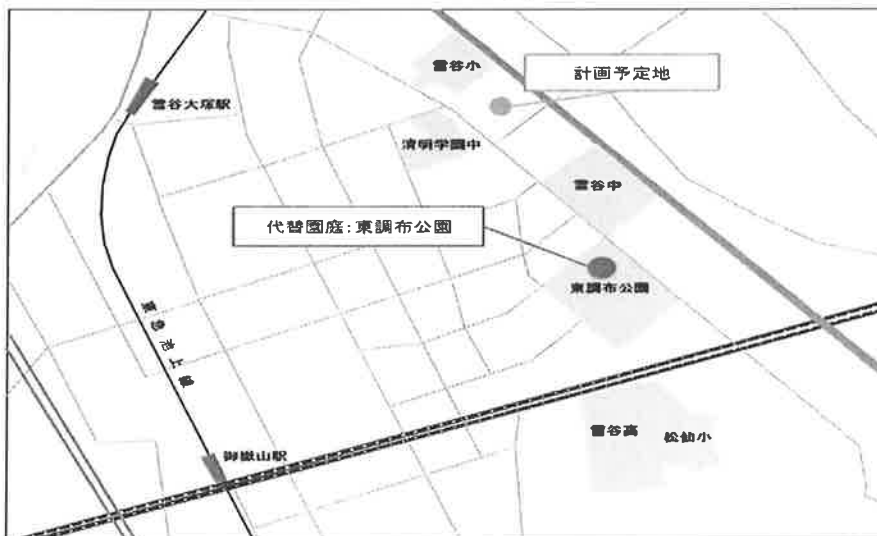 雪谷小
計画予定地
雪谷大塚駅
清明学園中
雪谷中
代替園庭：東調布公園
東調布公園
東急池上線
雪谷高
松仙小
御嶽山駅